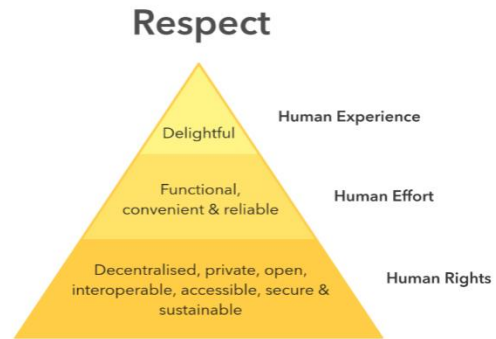 Respect
Delightful
Human Experience
Functional,
convenient & reliable
Human Effort
Decentralised, private, open,
interoperable, accessible, secure &
sustainable
Human Rights